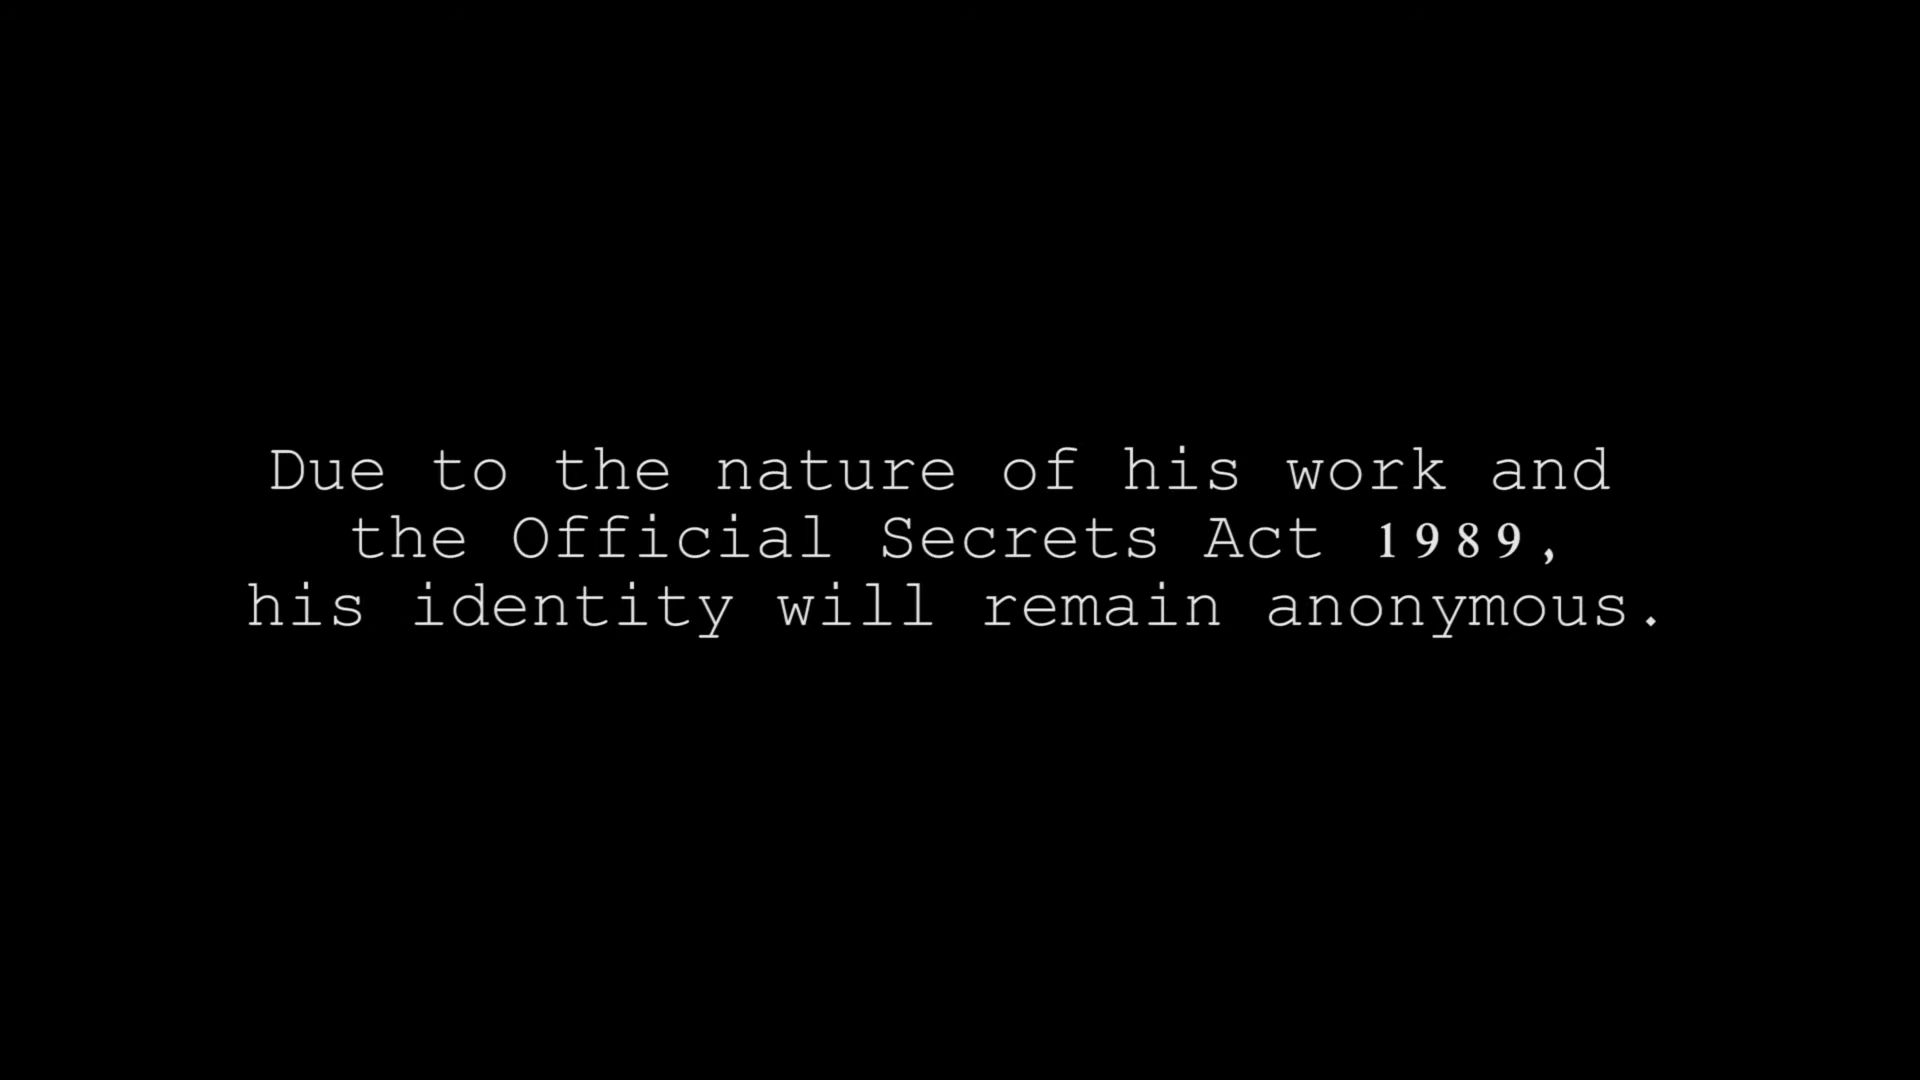 Due to the nature of his work and
the Official Secrets Act 1989,
his identity will remain anonymous.